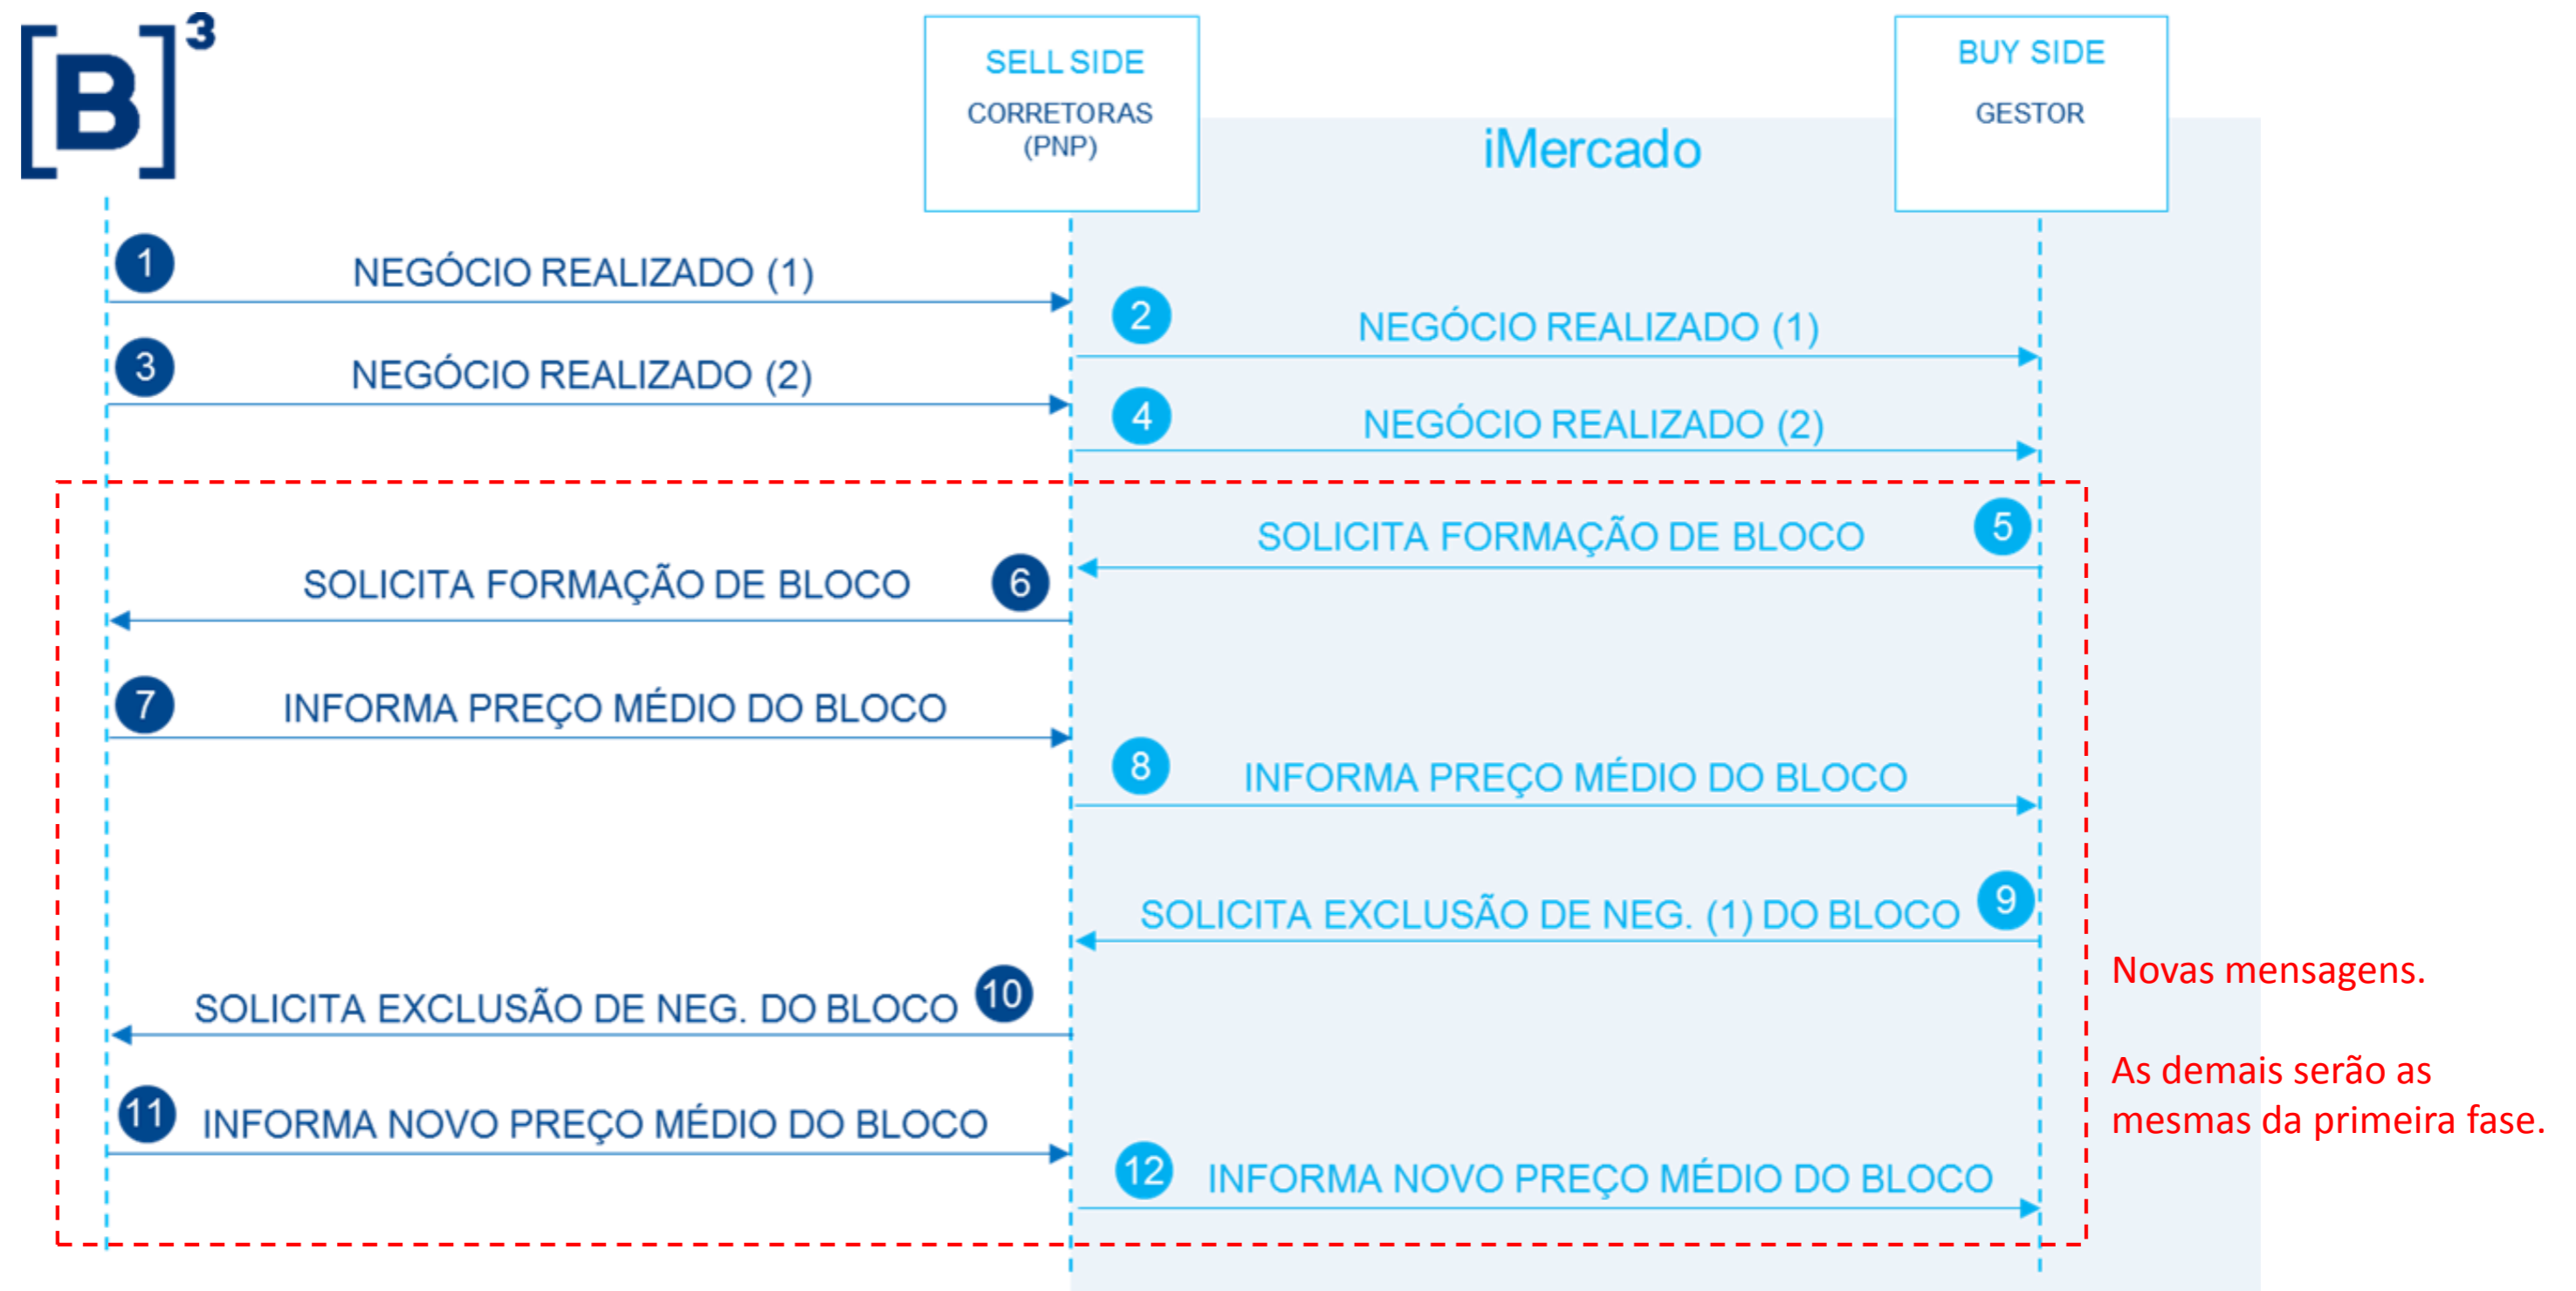 [B]³
SELL SIDE
CORRETORAS
(PNP)
iMercado
BUY SIDE
GESTOR
1
NEGÓCIO REALIZADO (1)
2
NEGÓCIO REALIZADO (1)
3
NEGÓCIO REALIZADO (2)
4
NEGÓCIO REALIZADO (2)
SOLICITA FORMAÇÃO DE BLOCO
5
SOLICITA FORMAÇÃO DE BLOCO
6
7
INFORMA PREÇO MÉDIO DO BLOCO
8
INFORMA PREÇO MÉDIO DO BLOCO
SOLICITA EXCLUSÃO DE NEG. (1) DO BLOCO
9
SOLICITA EXCLUSÃO DE NEG. DO BLOCO
10
11
INFORMA NOVO PREÇO MÉDIO DO BLOCO
12
INFORMA NOVO PREÇO MÉDIO DO BLOCO
Novas mensagens.
As demais serão as
mesmas da primeira fase.